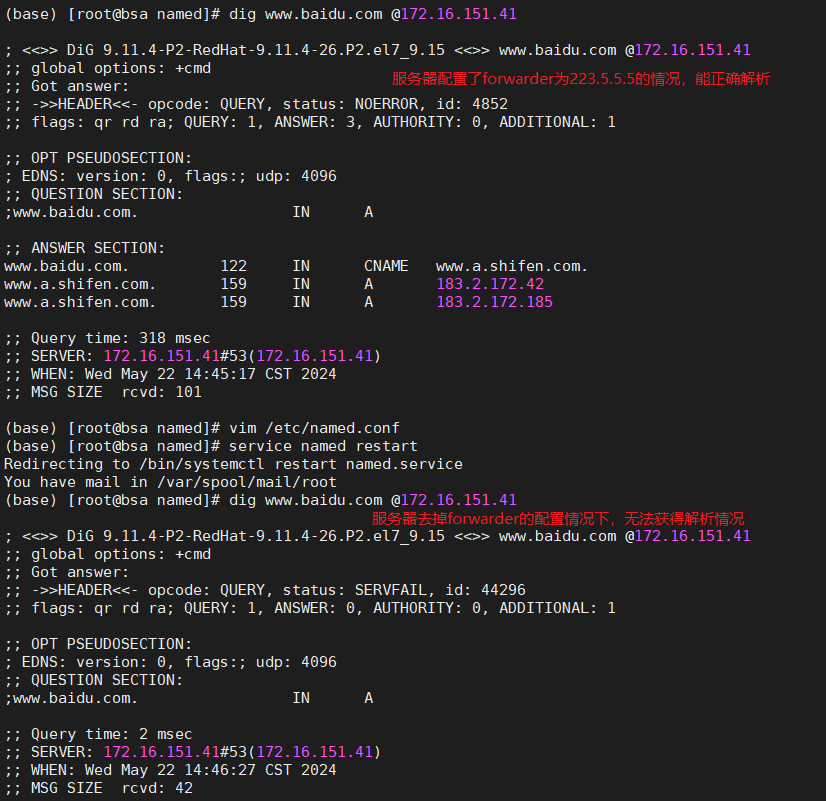 (base) [root@bsa named]# dig www.baidu.com @172.16.151.41
; <<>> DiG 9.11.4-P2-RedHat-9.11.4-26.P2.el7_9.15 <<>> www.baidu.com @172.16.151.41
;; global options: +cmd
服务器配置了forwarder为223.5.5.5的情况，能正确解析
;; Got answer:
;; ->>HEADER<<- opcode: QUERY, status: NOERROR, id: 4852
;; flags: qr rd ra; QUERY: 1, ANSWER: 3, AUTHORITY: 0, ADDITIONAL: 1
;; OPT PSEUDOSECTION:
; EDNS: version: 0, flags:; udp: 4096
;; QUESTION SECTION:
;www.baidu.com. IN A
;; ANSWER SECTION:
www.baidu.com. 122 IN CNAME www.a.shifen.com.
www.a.shifen.com. 159 IN A 183.2.172.42
www.a.shifen.com. 159 IN A 183.2.172.185
;; Query time: 318 msec
;; SERVER: 172.16.151.41#53(172.16.151.41)
;; WHEN: Wed May 22 14:45:17 CST 2024
;; MSG SIZE  rcvd: 101
(base) [root@bsa named]# vim /etc/named.conf
(base) [root@bsa named]# service named restart
Redirecting to /bin/systemctl restart named.service
You have mail in /var/spool/mail/root
(base) [root@bsa named]# dig www.baidu.com @172.16.151.41
服务器去掉forwarder的配置情况下，无法获得解析情况
; <<>> DiG 9.11.4-P2-RedHat-9.11.4-26.P2.el7_9.15 <<>> www.baidu.com @172.16.151.41
;; global options: +cmd
;; Got answer:
;; ->>HEADER<<- opcode: QUERY, status: SERVFAIL, id: 44296
;; flags: qr rd ra; QUERY: 1, ANSWER: 0, AUTHORITY: 0, ADDITIONAL: 1
;; OPT PSEUDOSECTION:
; EDNS: version: 0, flags:; udp: 4096
;; QUESTION SECTION:
;www.baidu.com. IN A
;; Query time: 2 msec
;; SERVER: 172.16.151.41#53(172.16.151.41)
;; WHEN: Wed May 22 14:46:27 CST 2024
;; MSG SIZE  rcvd: 42